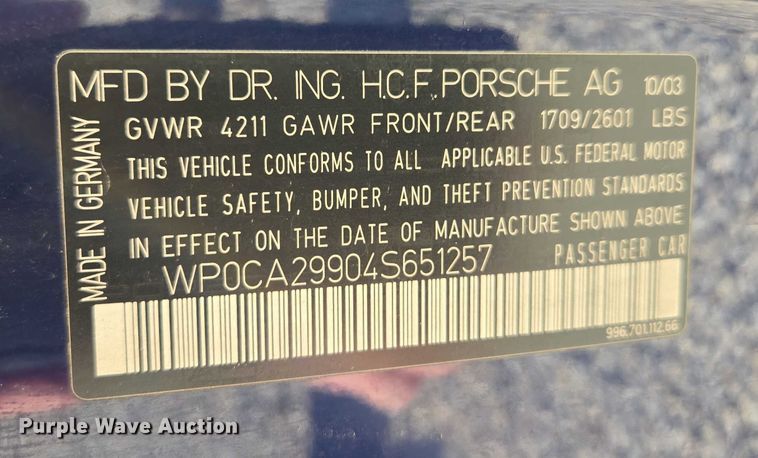 MFD BY DR. ING. H.C.F. PORSCHE AG 10/03
GVWR 4211 GAWR FRONT/REAR 1709/2601 LBS
THIS VEHICLE CONFORMS TO ALL APPLICABLE U.S. FEDERAL MOTOR
VEHICLE SAFETY, BUMPER, AND THEFT PREVENTION STANDARDS
IN EFFECT ON THE DATE OF MANUFACTURE SHOWN ABOVE
WP0CA29904S651257 PASSENGER CAR
MADE IN GERMANY
996.701.112.66
Purple Wave Auction